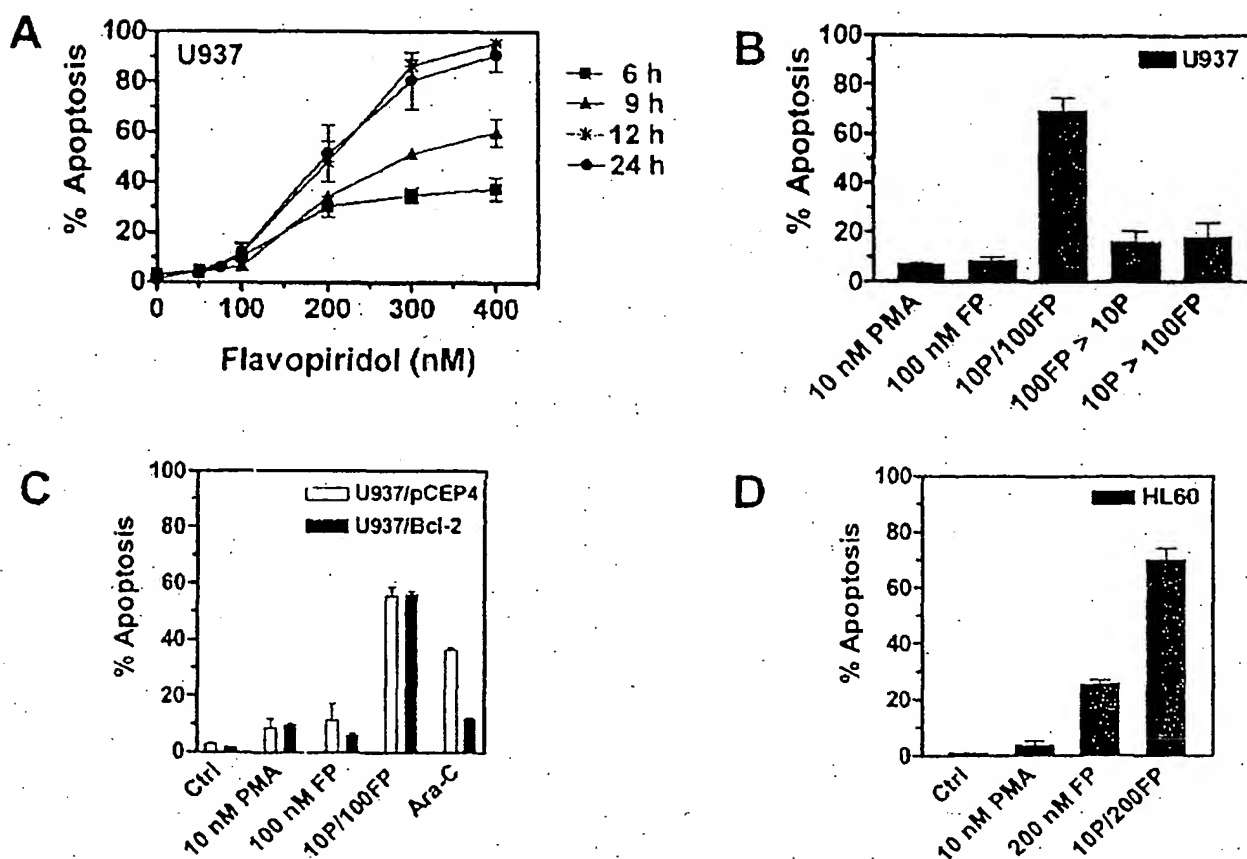 A
U937
% Apoptosis
100
80
60
40
20
0
0 100 200 300 400
Flavopiridol (nM)
6 h
9 h
12 h
24 h
B
U937
% Apoptosis
100
80
60
40
20
0
10 nM PMA
100 nM FP
10P/100FP
100FP > 10P
10P > 100FP
C
U937/pCEP4
U937/Bcl-2
% Apoptosis
100
80
60
40
20
0
Ctrl
10 nM PMA
100 nM FP
10P/100FP
Ara-C
D
HL60
% Apoptosis
100
80
60
40
20
0
Ctrl
10 nM PMA
200 nM FP
10P/200FP